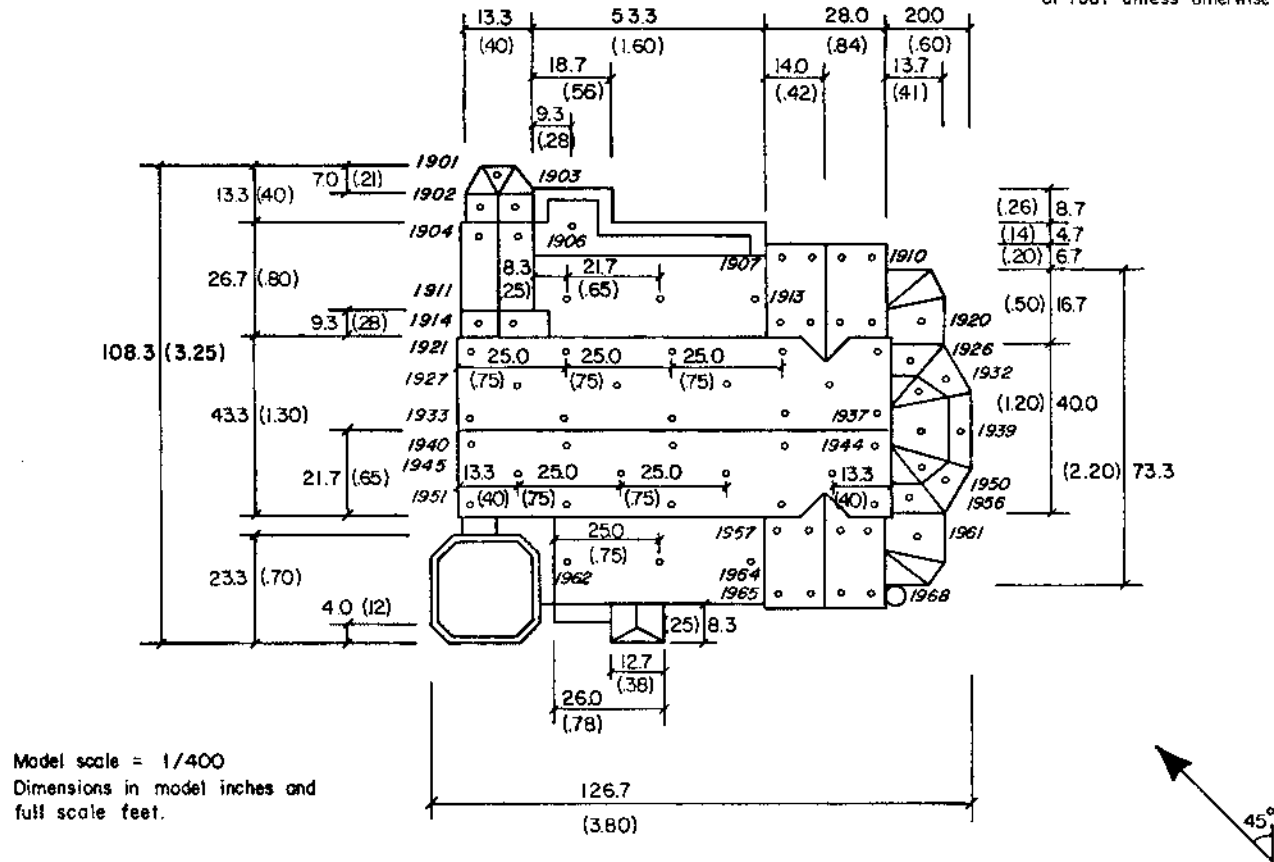 or roof unless otherwise
13.3 53.3 28.0 20.0
(40) (1.60) (.84) (.60)
18.7 14.0 13.7
(.56) (.42) (.41)
9.3
(.28)
1901
7.0 (.21) 1903
13.3 (.40) 1902 (.26) 8.7
(.14) 4.7
1904 1906 (.20) 6.7
8.3 21.7 1907 1910
26.7 (.80) 25) (.65)
1911 1913 (.50) 16.7
9.3 (28) 1914 1920
108.3 (3.25)
1921 25.0 25.0 25.0 1926
1927 (.75) (.75) (.75) 1932
43.3 (1.30) 1933 1937 (1.20) 40.0
1939
1940 1944
21.7 (.65) 1945 13.3 25.0 25.0 13.3 (2.20) 73.3
1951 (40) (.75) (.75) (40) 1950
1956
25.0 1957 1961
(.75)
23.3 (.70) 1962 1964
1965 1968
4.0 (12) (25) 8.3
12.7
(.38)
26.0
(.78)
Model scale = 1/400
Dimensions in model inches and
full scale feet.
126.7
(3.80)
45°